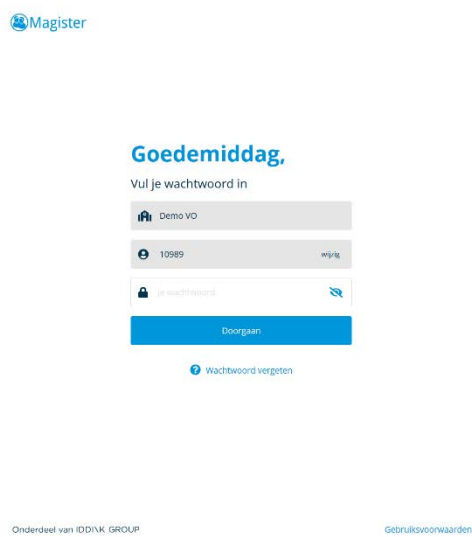 Magister
Goedemiddag,
Vul je wachtwoord in
Demo VO
10989 wijzig
je wachtwoord
Doorgaan
Wachtwoord vergeten
Onderdeel van IDDINK GROUP
Gebruiksvoorwaarden